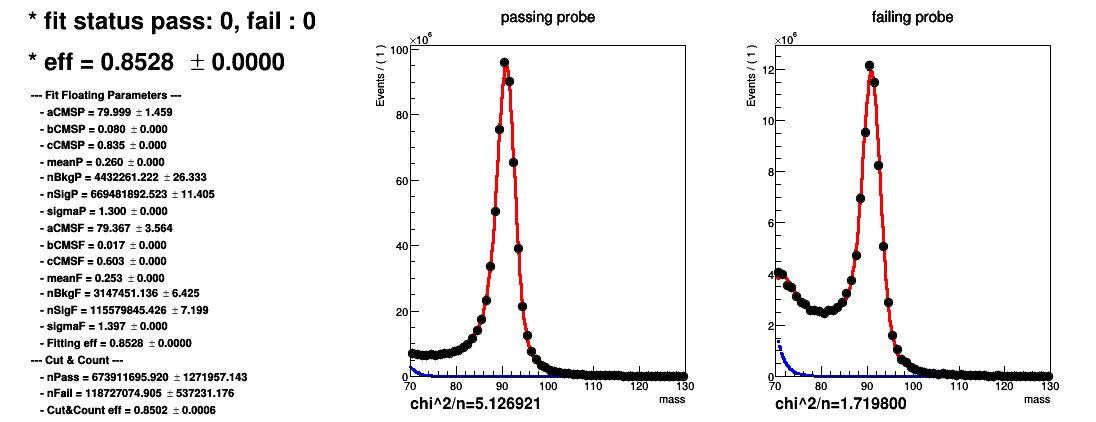 * fit status pass: 0, fail : 0
* eff = 0.8528 ± 0.0000
--- Fit Floating Parameters ---
- aCMSP = 79.999 ± 1.459
- bCMSP = 0.080 ± 0.000
- cCMSP = 0.835 ± 0.000
- meanP = 0.260 ± 0.000
- nBkgP = 4432261.222 ± 26.333
- nSigP = 669481892.523 ± 11.405
- sigmaP = 1.300 ± 0.000
- aCMSF = 79.367 ± 3.564
- bCMSF = 0.017 ± 0.000
- cCMSF = 0.603 ± 0.000
- meanF = 0.253 ± 0.000
- nBkgF = 3147451.136 ± 6.425
- nSigF = 115579845.426 ± 7.199
- sigmaF = 1.397 ± 0.000
- Fitting eff = 0.8528 ± 0.0000
--- Cut & Count ---
- nPass = 673911695.920 ± 1271957.143
- nFail = 118727074.905 ± 537231.176
- Cut&Count eff = 0.8502 ± 0.0006
passing probe
×10^6
Events / ( 1 )
100
80
60
40
20
0
70 80 90 100 110 120 130
mass
chi^2/n=5.126921
failing probe
×10^6
Events / ( 1 )
12
10
8
6
4
2
0
70 80 90 100 110 120 130
mass
chi^2/n=1.719800